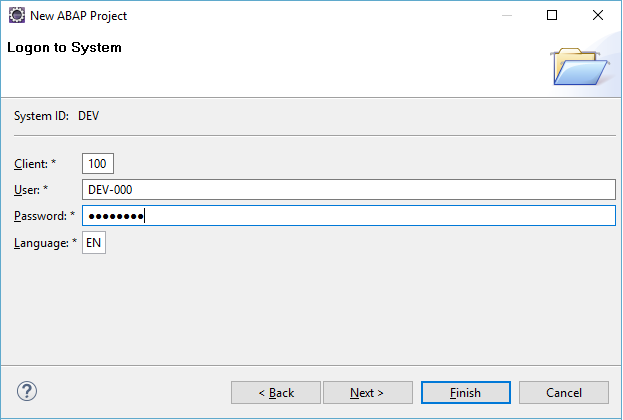 New ABAP Project
Logon to System
System ID: DEV
Client: * 100
User: * DEV-000
Password: * ●●●●●●●●
Language: * EN
? < Back Next > Finish Cancel